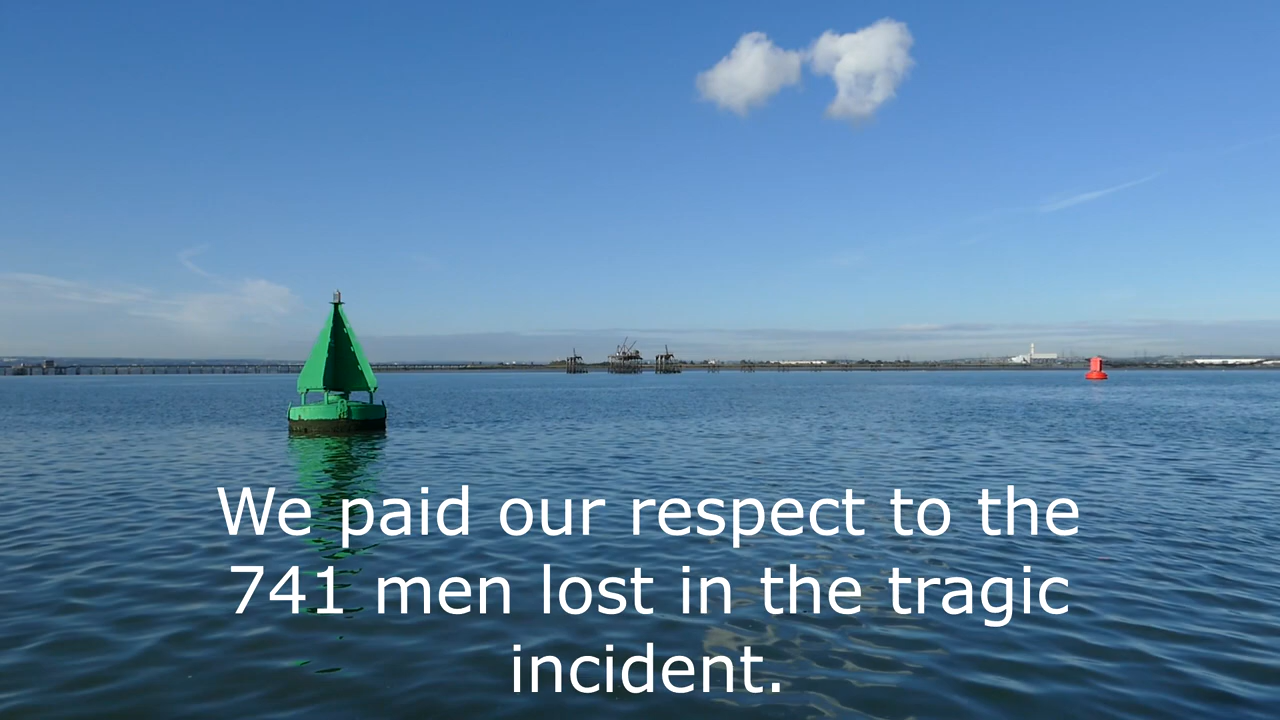 We paid our respect to the
741 men lost in the tragic
incident.